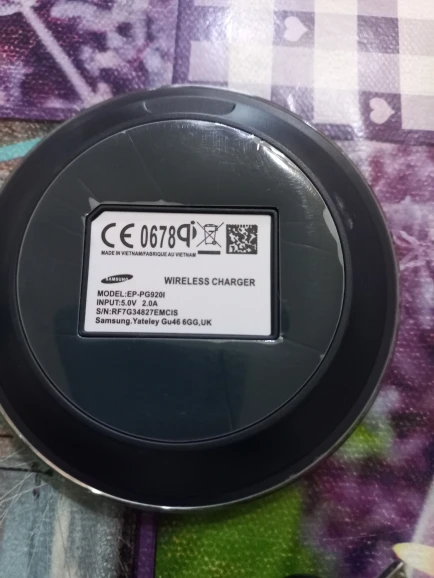 CE 0678 qi
MADE IN VIETNAM/FABRIQUE AU VIETNAM
SAMSUNG
WIRELESS CHARGER
MODEL:EP-PG920I
INPUT:5.0V 2.0A
S/N:RF7G34827EMCIS
Samsung.Yateley Gu46 6GG,UK